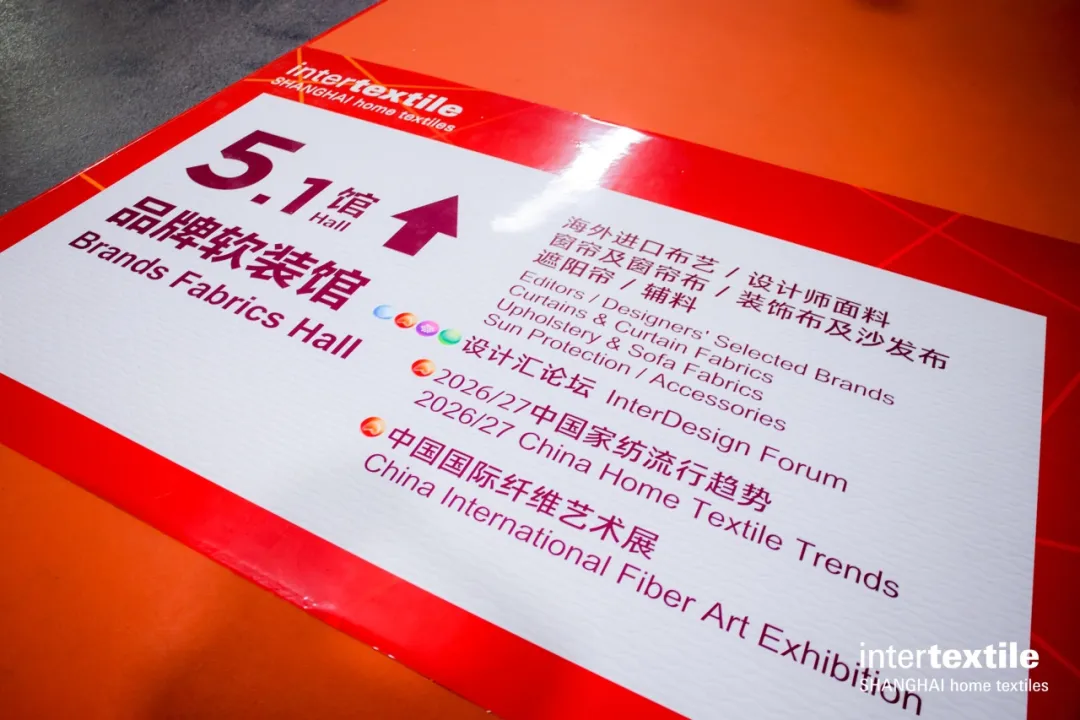 intertextile
SHANGHAI home textiles
5.1馆
Hall
品牌软装馆
Brands Fabrics Hall
海外进口布艺 / 设计师面料
窗帘及窗帘布 / 装饰布及沙发布
遮阳帘 / 辅料
Editors / Designers' Selected Brands
Curtains & Curtain Fabrics
Upholstery & Sofa Fabrics
Sun Protection / Accessories
设计汇论坛 InterDesign Forum
2026/27中国家纺流行趋势
2026/27 China Home Textile Trends
中国国际纤维艺术展
China International Fiber Art Exhibition
intertextile
SHANGHAI home textiles